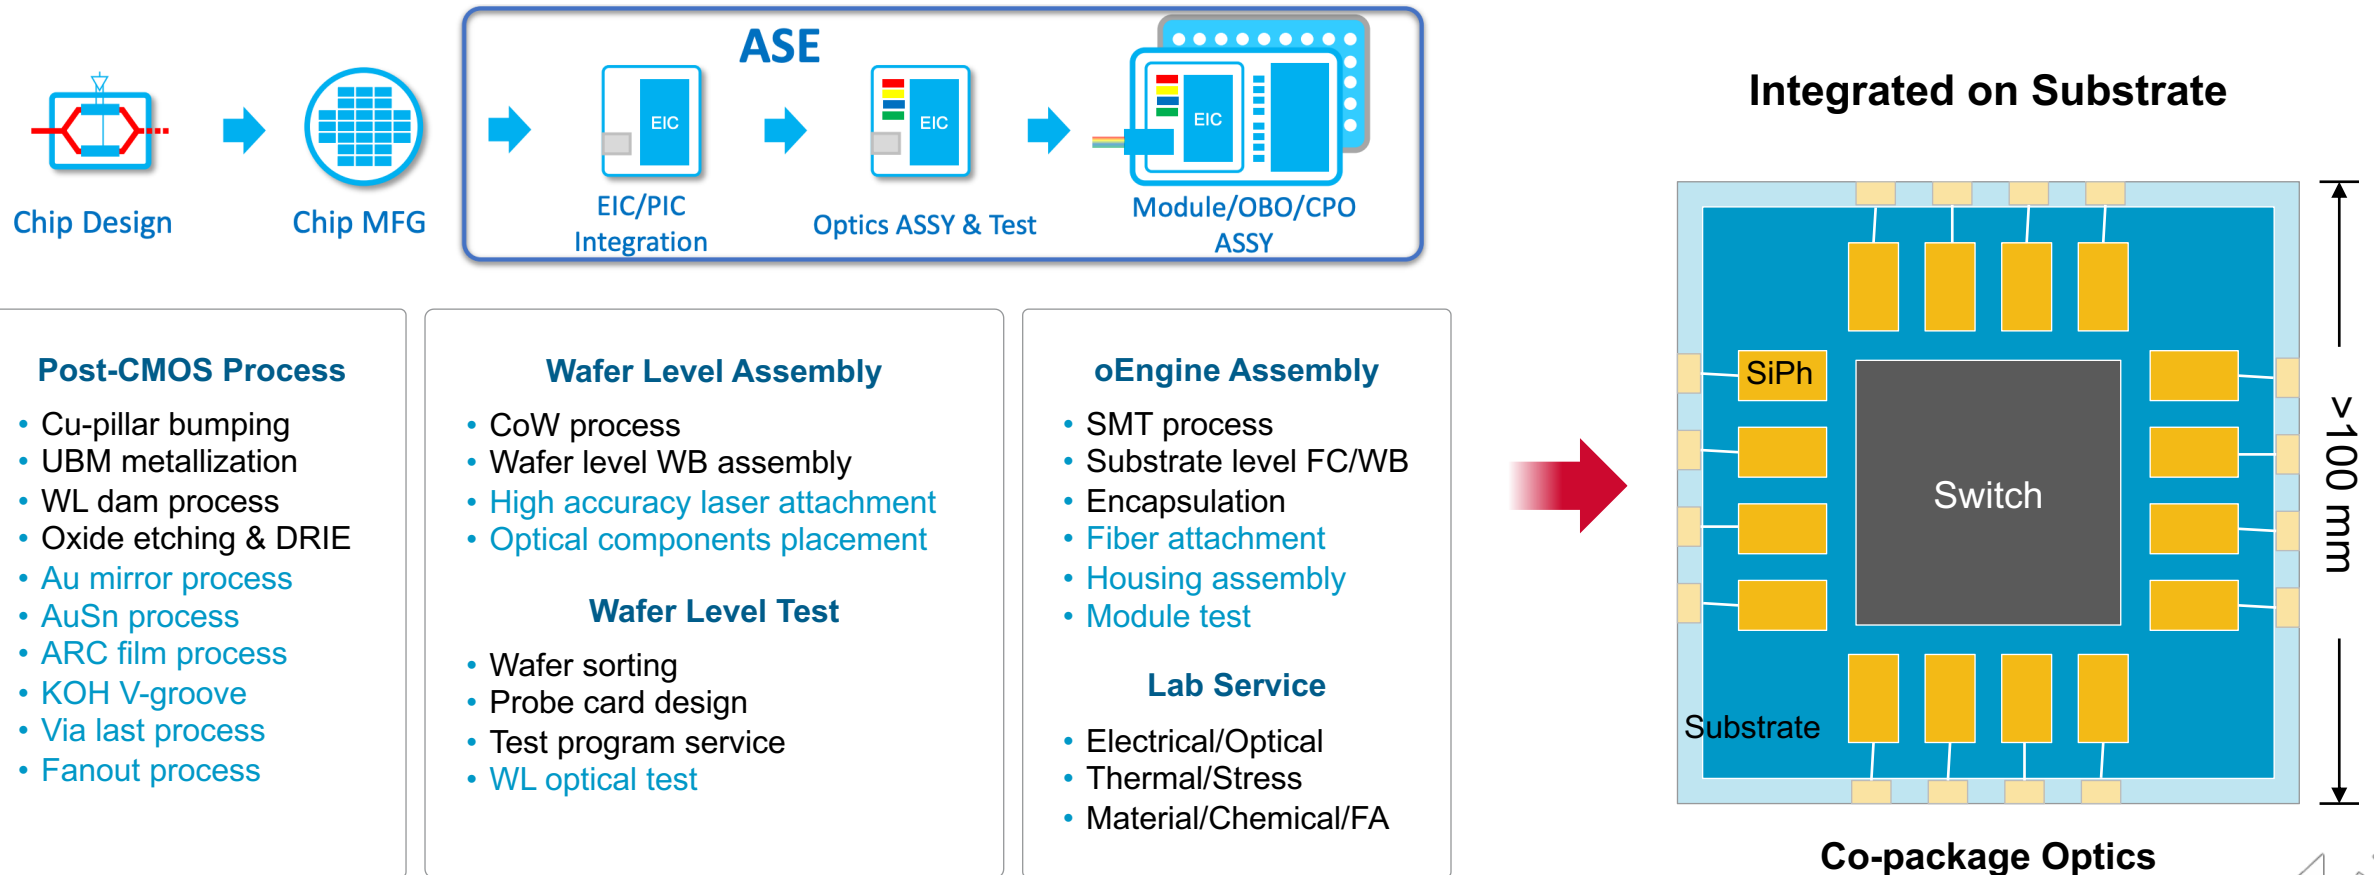 ASE
EIC
EIC
EIC
Chip Design
Chip MFG
EIC/PIC
Integration
Optics ASSY & Test
Module/OBO/CPO
ASSY
Post-CMOS Process
• Cu-pillar bumping
• UBM metallization
• WL dam process
• Oxide etching & DRIE
• Au mirror process
• AuSn process
• ARC film process
• KOH V-groove
• Via last process
• Fanout process
Wafer Level Assembly
• CoW process
• Wafer level WB assembly
• High accuracy laser attachment
• Optical components placement
Wafer Level Test
• Wafer sorting
• Probe card design
• Test program service
• WL optical test
oEngine Assembly
• SMT process
• Substrate level FC/WB
• Encapsulation
• Fiber attachment
• Housing assembly
• Module test
Lab Service
• Electrical/Optical
• Thermal/Stress
• Material/Chemical/FA
Integrated on Substrate
SiPh
Switch
Substrate
>100 mm
Co-package Optics